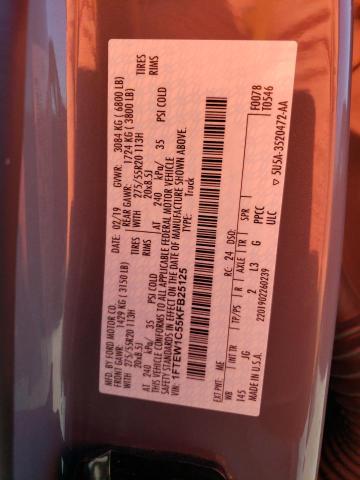 MFD. BY FORD MOTOR CO.
DATE: 02/19 GVWR: 3084 KG ( 6800 LB)
FRONT GAWR: 1429 KG ( 3150 LB) REAR GAWR: 1724 KG ( 3800 LB)
WITH 275/55R20 113H TIRES WITH 275/55R20 113H TIRES
20x8.5J RIMS 20x8.5J RIMS
AT 240 kPa/ 35 PSI COLD AT 240 kPa/ 35 PSI COLD
THIS VEHICLE CONFORMS TO ALL APPLICABLE FEDERAL MOTOR VEHICLE
SAFETY STANDARDS IN EFFECT ON THE DATE OF MANUFACTURE SHOWN ABOVE.
VIN: 1FTEW1C55KFB25125 TYPE: Truck
F0078
T0546
EXT PNT: ME RC: 24 DSO:
WB INT TR TP/PS R AXLE TR SPR
145 JG 2 L3 G PPCC
MADE IN U.S.A. ULC
2201902260239
5U5A-3520472-AA